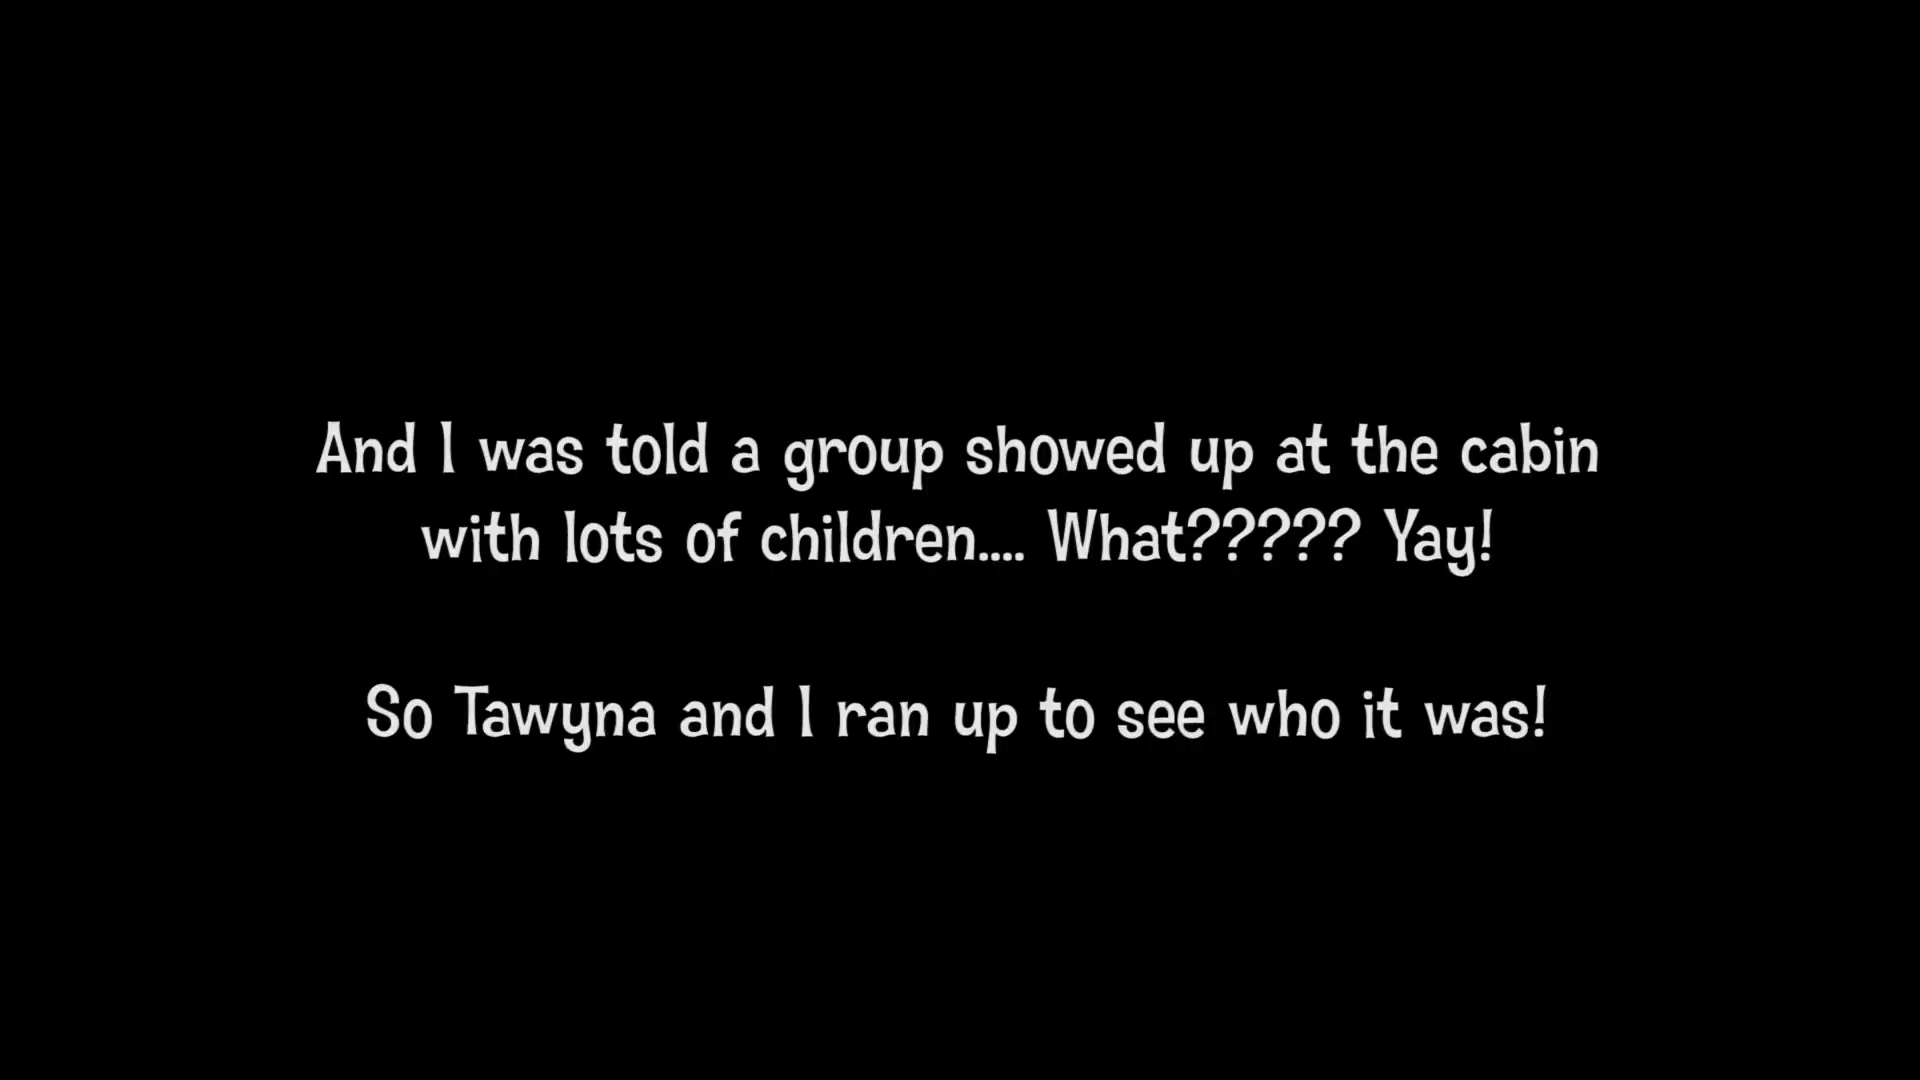 And I was told a group showed up at the cabin
with lots of children.... What????? Yay!
So Tawyna and I ran up to see who it was!